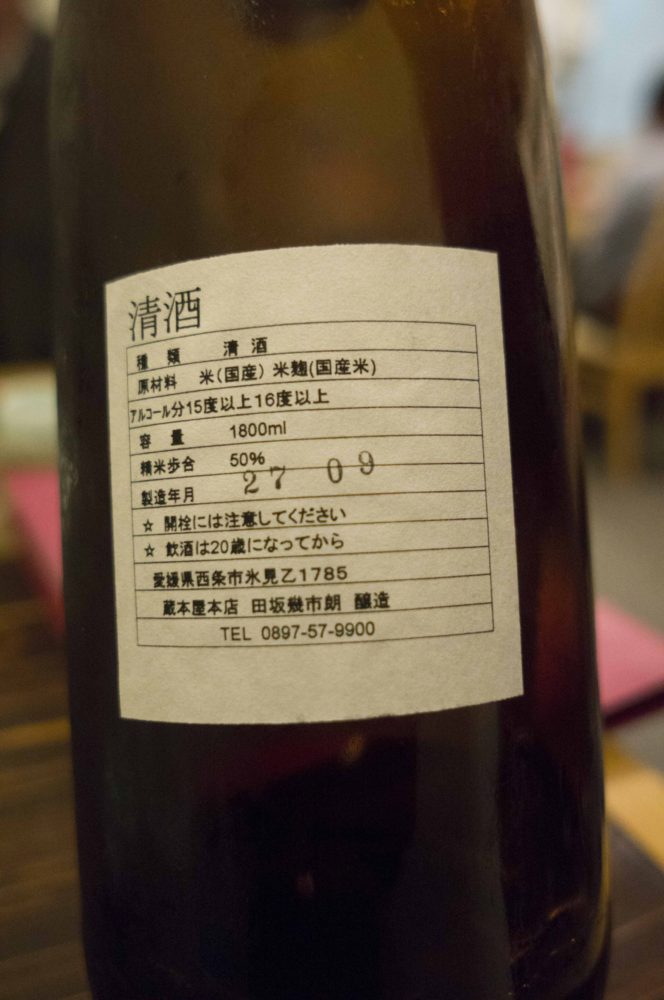 清酒
種類 清酒
原材料 米(国産) 米麹(国産米)
アルコール分15度以上16度以上
容量 1800ml
精米歩合 50%
製造年月 27 09
☆ 開栓には注意してください
☆ 飲酒は20歳になってから
愛媛県西条市氷見乙1785
蔵本屋本店 田坂幾市朗 醸造
TEL 0897-57-9900